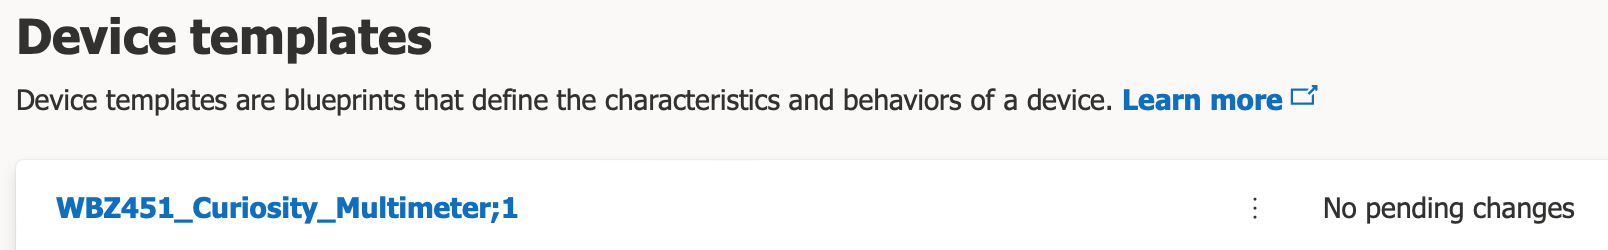 Device templates
Device templates are blueprints that define the characteristics and behaviors of a device. Learn more
WBZ451_Curiosity_Multimeter;1 No pending changes